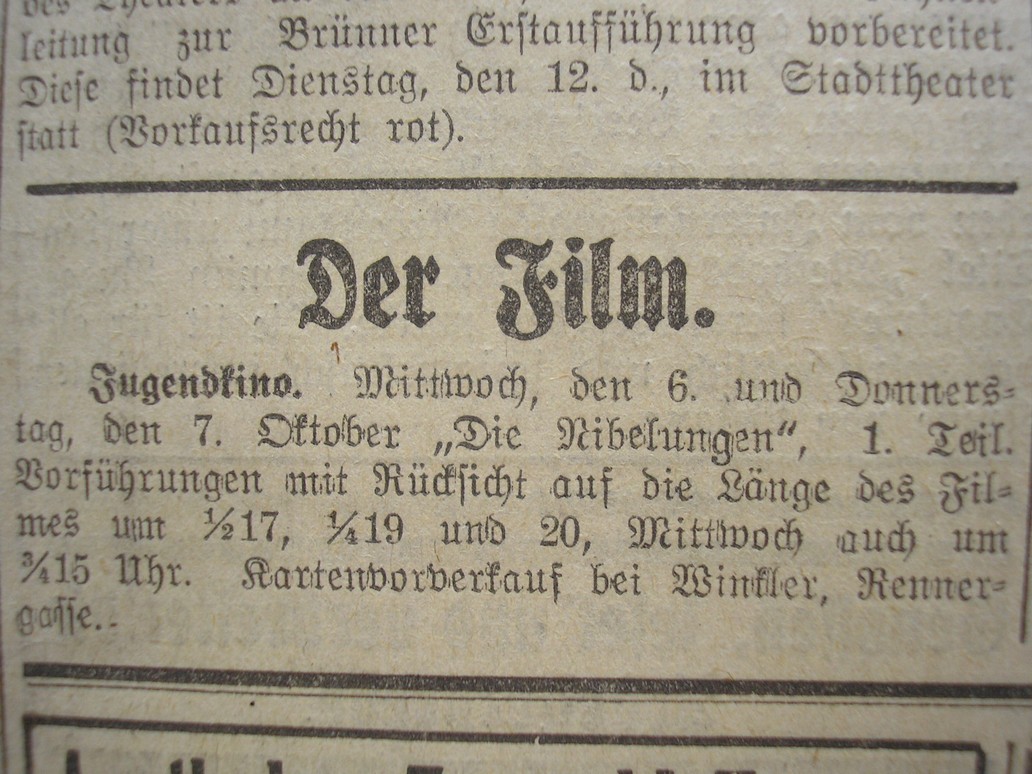 leitung zur Brünner Erstaufführung vorbereitet.
Diese findet Dienstag, den 12. d., im Stadttheater
statt (Vorkaufsrecht rot).
Der Film.
Jugendkino. Mittwoch, den 6. und Donners-
tag, den 7. Oktober „Die Nibelungen“, 1. Teil.
Vorführungen mit Rücksicht auf die Länge des Fil-
mes um ½17, ¼19 und 20, Mittwoch auch um
¾15 Uhr. Kartenvorverkauf bei Winkler, Renner-
gasse.